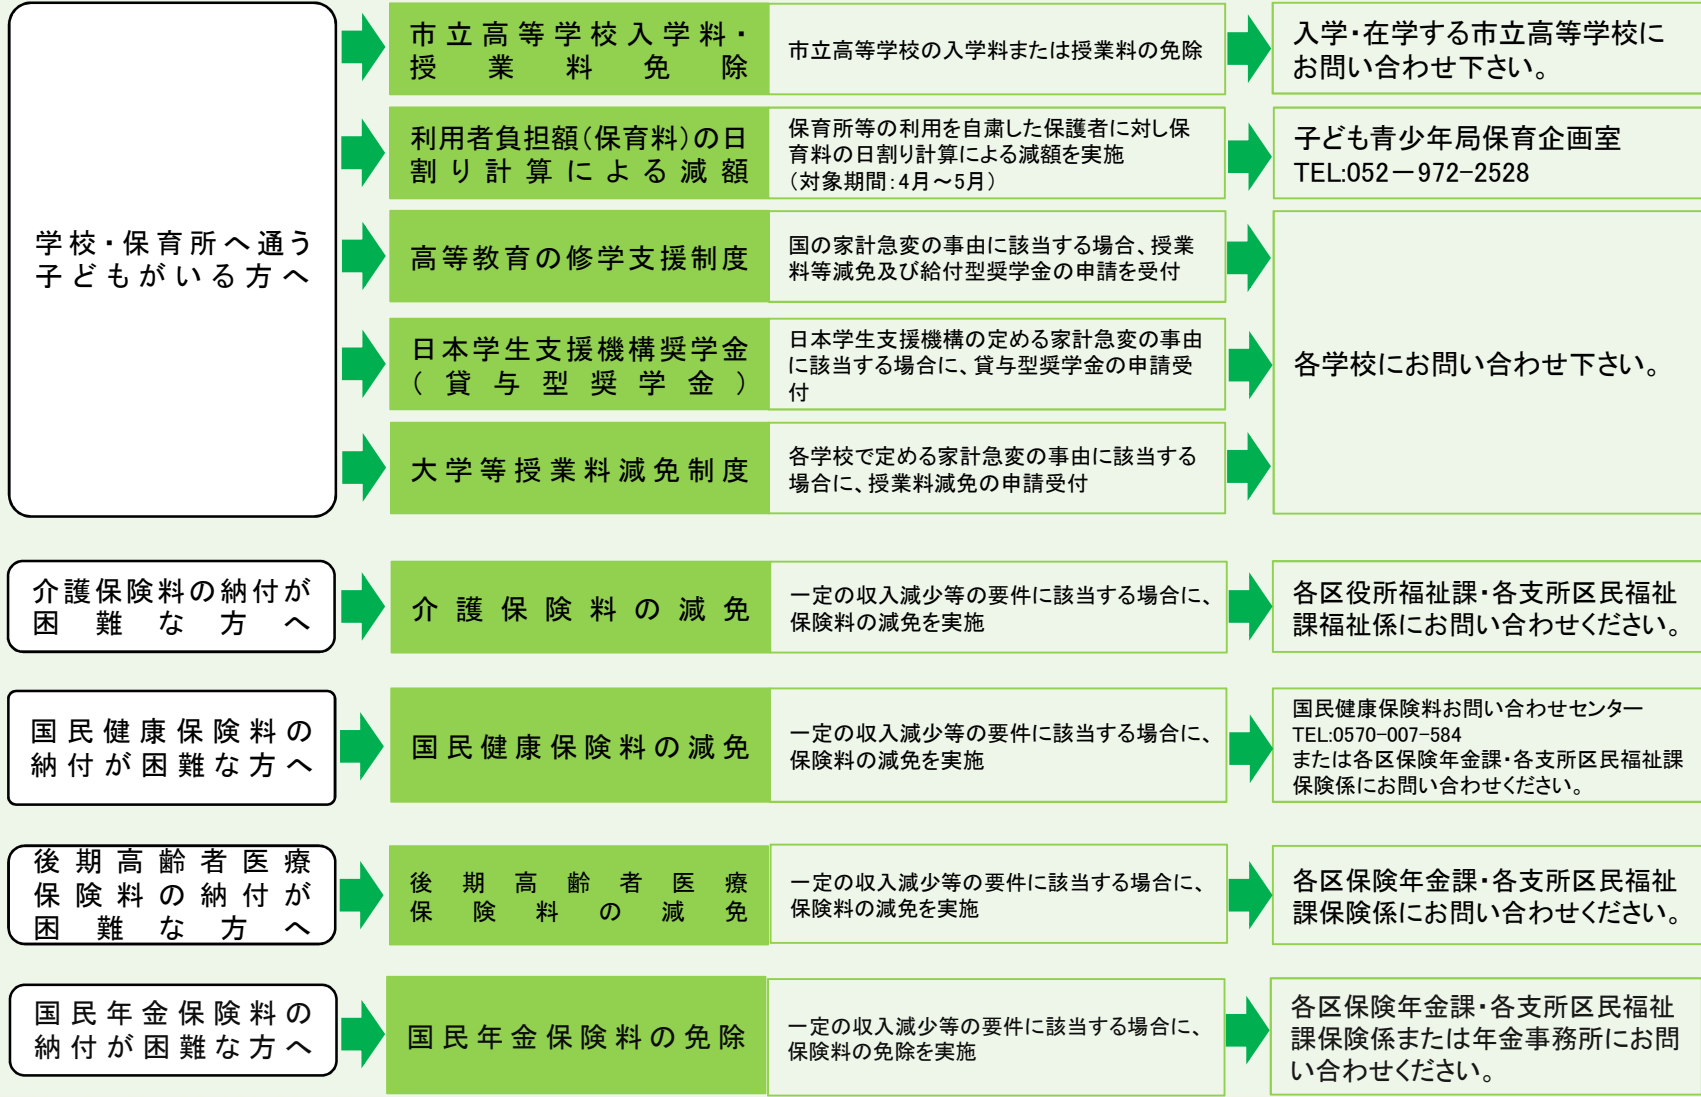 学校・保育所へ通う
子どもがいる方へ
市立高等学校入学料・
授業料免除
市立高等学校の入学料または授業料の免除
入学・在学する市立高等学校に
お問い合わせ下さい。
利用者負担額(保育料)の日
割り計算による減額
保育所等の利用を自粛した保護者に対し保
育料の日割り計算による減額を実施
(対象期間:4月～5月)
子ども青少年局保育企画室
TEL:052－972-2528
高等教育の修学支援制度
国の家計急変の事由に該当する場合、授業
料等減免及び給付型奨学金の申請を受付
日本学生支援機構奨学金
(貸与型奨学金)
日本学生支援機構の定める家計急変の事由
に該当する場合に、貸与型奨学金の申請受
付
各学校にお問い合わせ下さい。
大学等授業料減免制度
各学校で定める家計急変の事由に該当する
場合に、授業料減免の申請受付
介護保険料の納付が
困難な方へ
介護保険料の減免
一定の収入減少等の要件に該当する場合に、
保険料の減免を実施
各区役所福祉課・各支所区民福祉
課福祉係にお問い合わせください。
国民健康保険料の
納付が困難な方へ
国民健康保険料の減免
一定の収入減少等の要件に該当する場合に、
保険料の減免を実施
国民健康保険料お問い合わせセンター
TEL:0570-007-584
または各区保険年金課・各支所区民福祉課
保険係にお問い合わせください。
後期高齢者医療
保険料の納付が
困難な方へ
後期高齢者医療
保険料の減免
一定の収入減少等の要件に該当する場合に、
保険料の減免を実施
各区保険年金課・各支所区民福祉
課保険係にお問い合わせください。
国民年金保険料の
納付が困難な方へ
国民年金保険料の免除
一定の収入減少等の要件に該当する場合に、
保険料の免除を実施
各区保険年金課・各支所区民福祉
課保険係または年金事務所にお問
い合わせください。